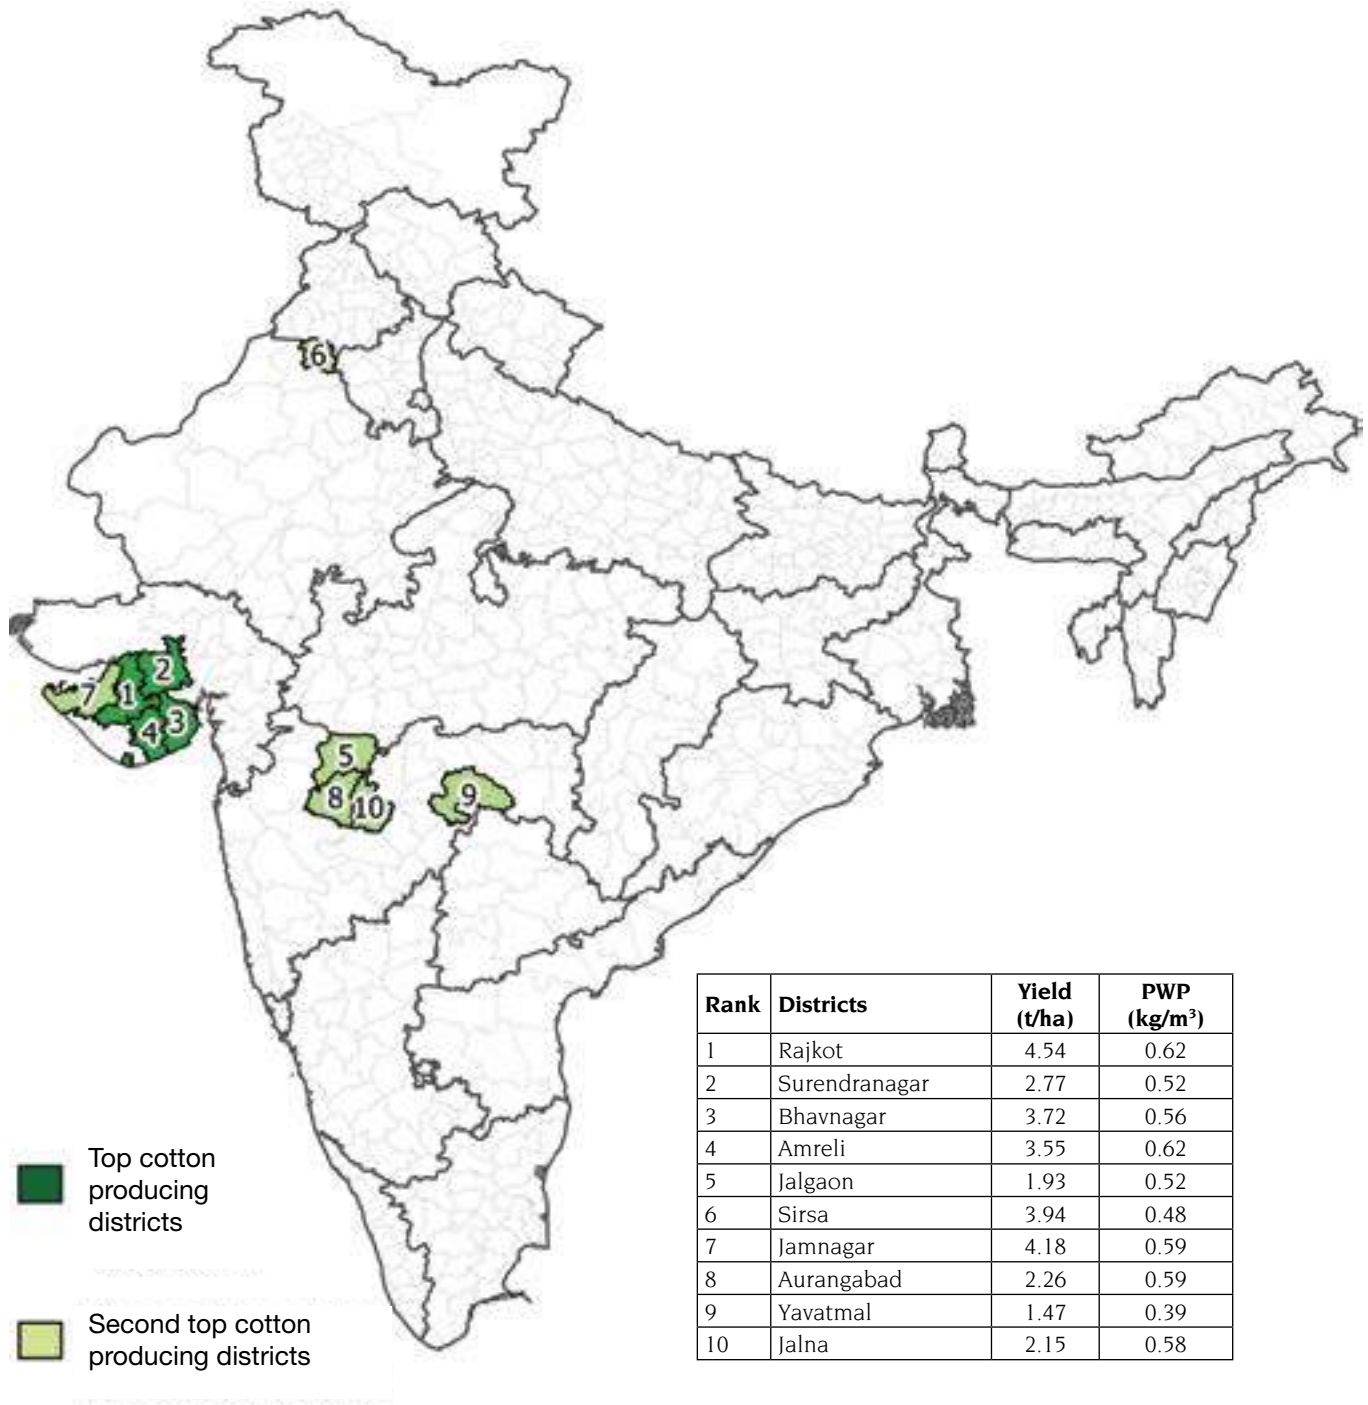 6
2
7
1
3
4
5
8
10
9
Rank Districts Yield (t/ha) PWP (kg/m³)
1 Rajkot 4.54 0.62
2 Surendranagar 2.77 0.52
3 Bhavnagar 3.72 0.56
4 Amreli 3.55 0.62
5 Jalgaon 1.93 0.52
6 Sirsa 3.94 0.48
7 Jamnagar 4.18 0.59
8 Aurangabad 2.26 0.59
9 Yavatmal 1.47 0.39
10 Jalna 2.15 0.58
Top cotton
producing
districts
Second top cotton
producing districts